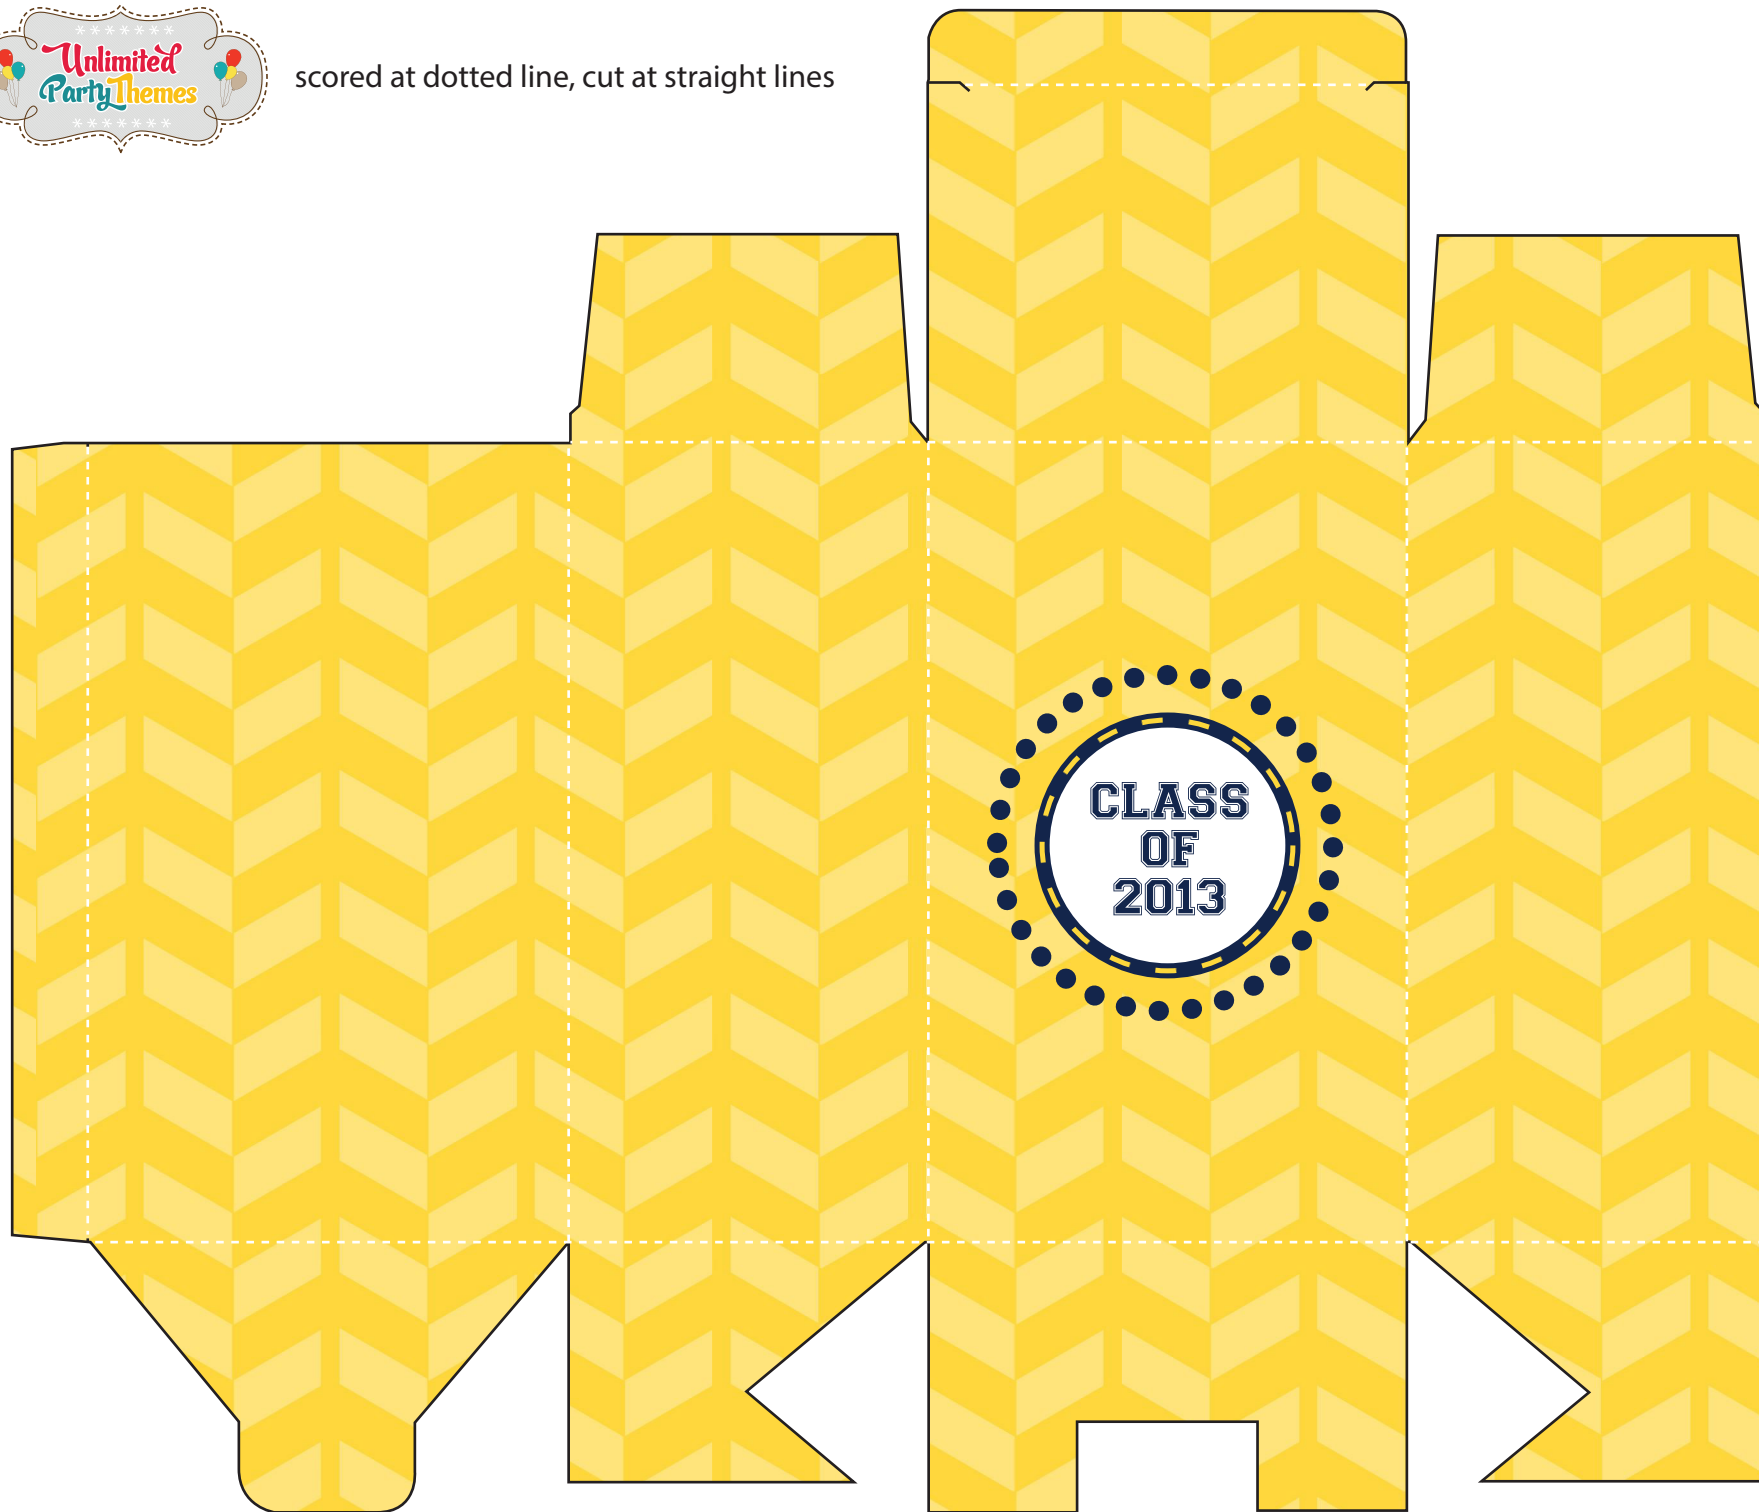 Unlimited
Party Themes
scored at dotted line, cut at straight lines
CLASS
OF
2013